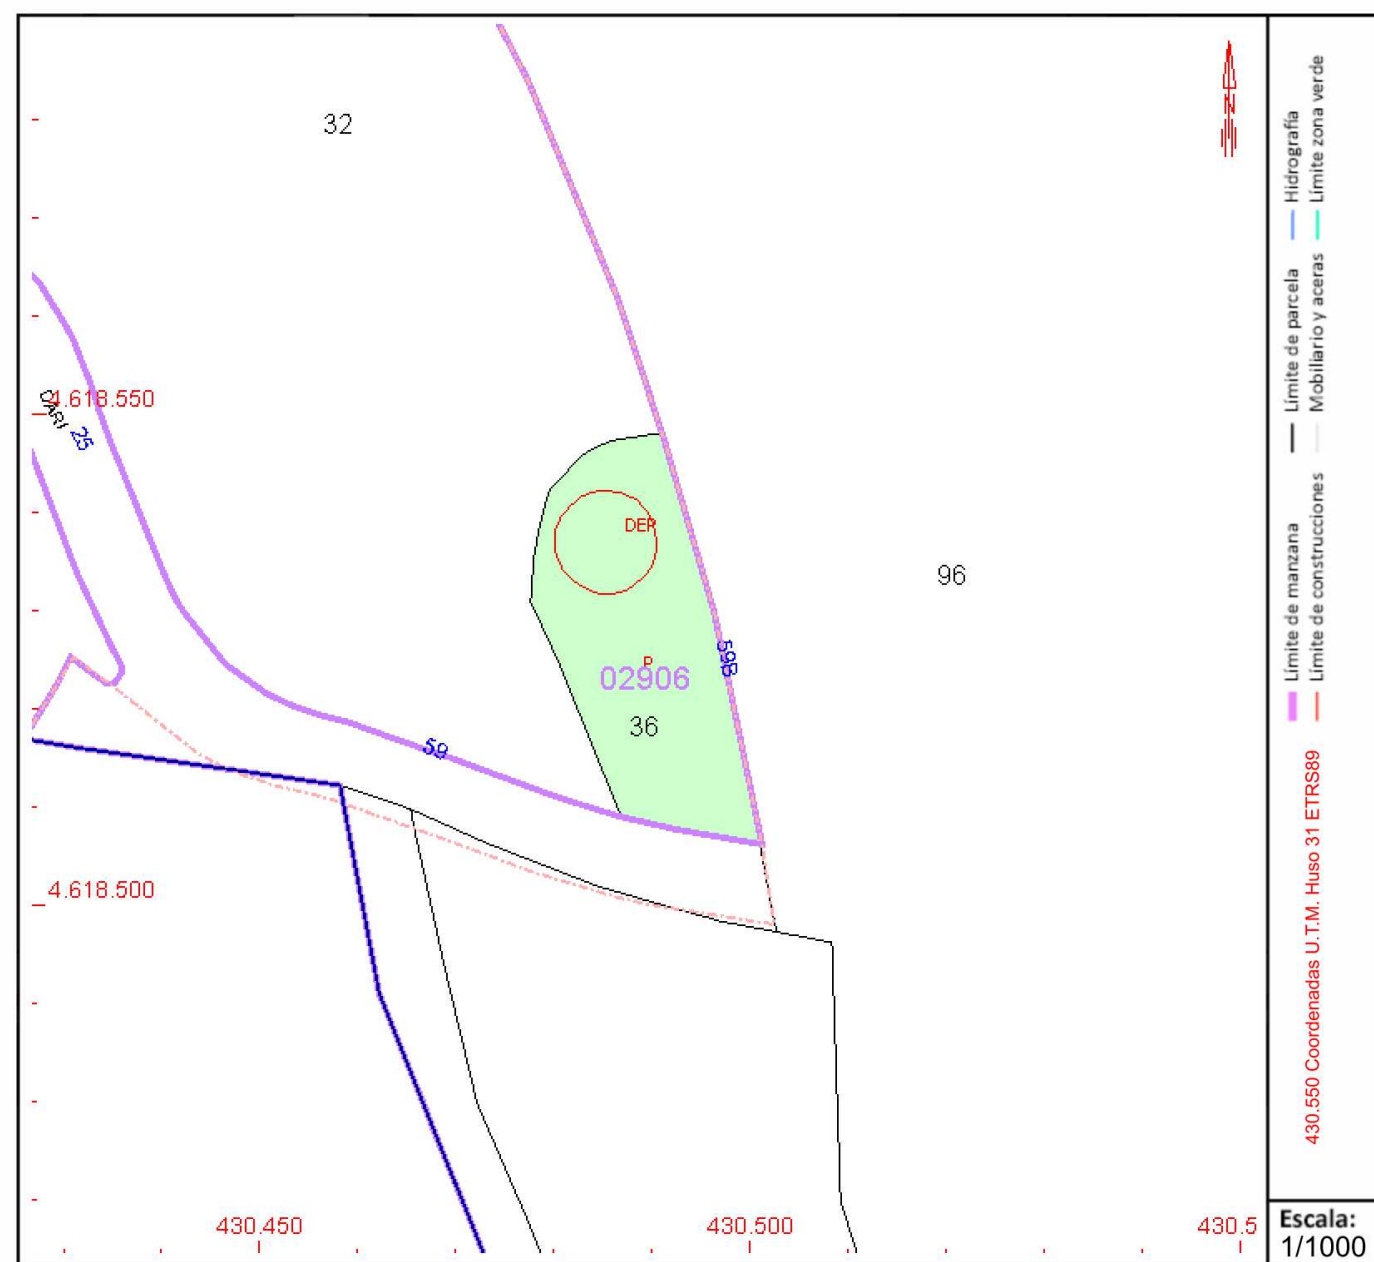 32
N
4.618.550
CARI
25
DEP
96
59B
P
02906
36
59
4.618.500
430.450
430.500
430.5
Límite de manzana
Límite de parcela
Hidrografía
Límite de construcciones
Mobiliario y aceras
Límite zona verde
430.550 Coordenadas U.T.M. Huso 31 ETRS89
Escala:
1/1000